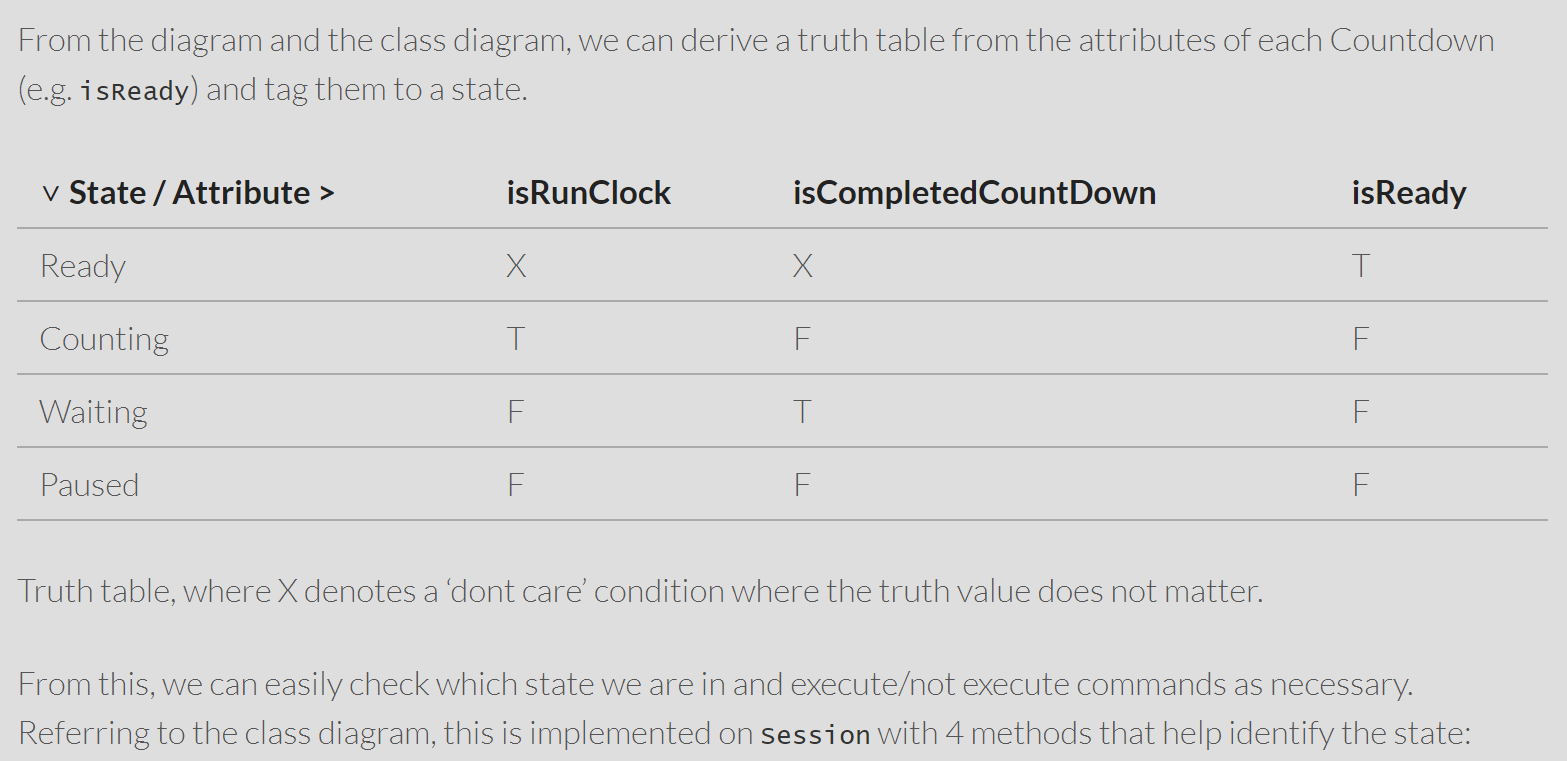 From the diagram and the class diagram, we can derive a truth table from the attributes of each Countdown
(e.g. isReady) and tag them to a state.
˅ State / Attribute > isRunClock isCompletedCountDown isReady
Ready X X T
Counting T F F
Waiting F T F
Paused F F F
Truth table, where X denotes a ‘dont care’ condition where the truth value does not matter.
From this, we can easily check which state we are in and execute/not execute commands as necessary.
Referring to the class diagram, this is implemented on Session with 4 methods that help identify the state: